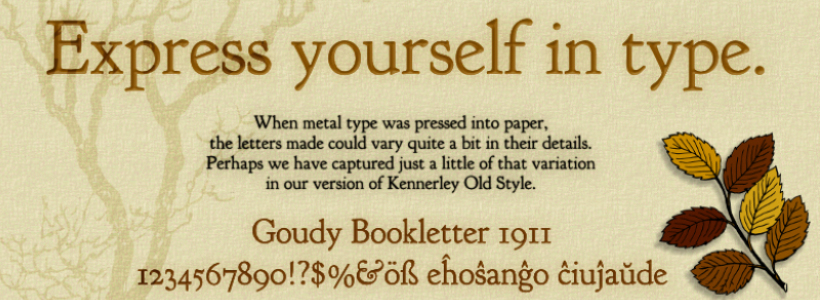 Express yourself in type.
When metal type was pressed into paper,
the letters made could vary quite a bit in their details.
Perhaps we have captured just a little of that variation
in our version of Kennerley Old Style.
Goudy Bookletter 1911
1234567890!?$%&öß eĥoŝanĝo ĉiuĵaŭde